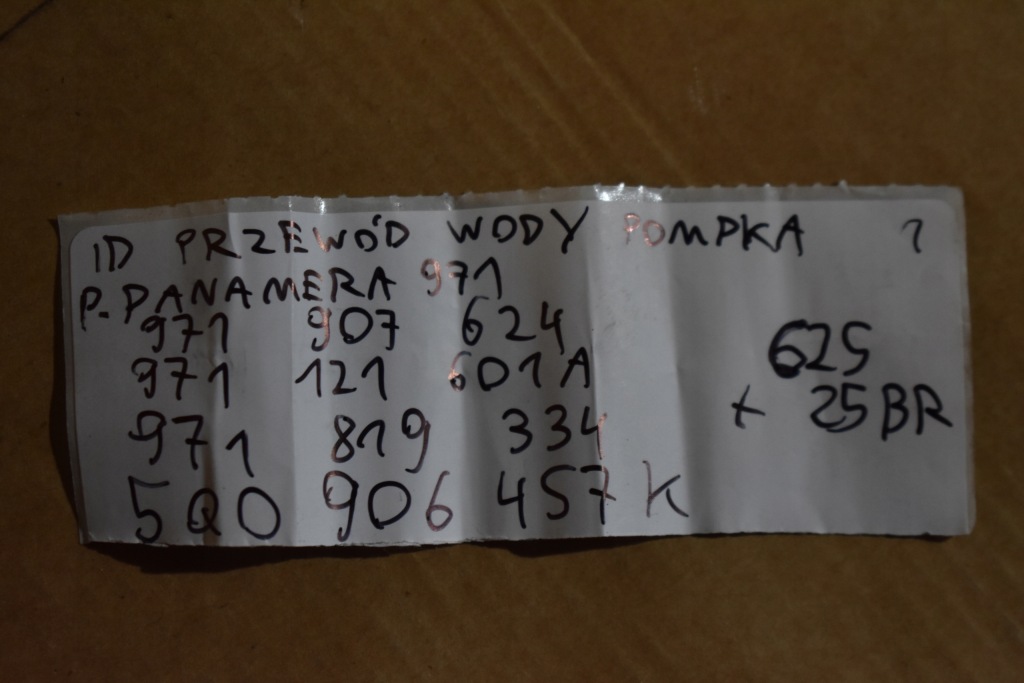 ID PRZEWÓD WODY POMPKA ?
P. PANAMERA 971
971 907 624
971 121 601A
971 819 334
5Q0 906 457 K
625
+ 25BR